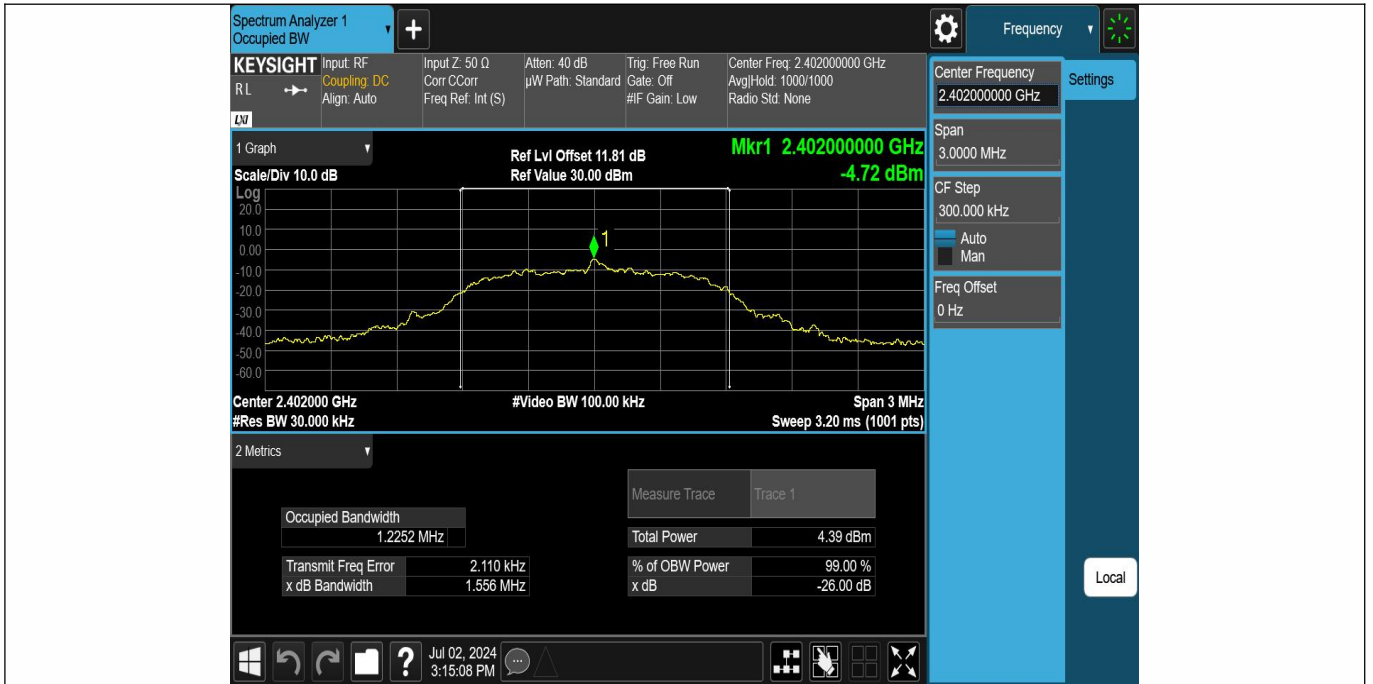 Spectrum Analyzer 1
Occupied BW
Frequency
KEYSIGHT
RL
LXI
Input: RF
Coupling: DC
Align: Auto
Input Z: 50 Ω
Corr CCorr
Freq Ref: Int (S)
Atten: 40 dB
µW Path: Standard
Trig: Free Run
Gate: Off
#IF Gain: Low
Center Freq: 2.402000000 GHz
Avg|Hold: 1000/1000
Radio Std: None
Center Frequency
2.402000000 GHz
Settings
Span
3.0000 MHz
CF Step
300.000 kHz
Auto
Man
Freq Offset
0 Hz
Local
1 Graph
Scale/Div 10.0 dB
Ref Lvl Offset 11.81 dB
Ref Value 30.00 dBm
Mkr1 2.402000000 GHz
-4.72 dBm
Log
20.0
10.0
0.00
-10.0
-20.0
-30.0
-40.0
-50.0
-60.0
1
Center 2.402000 GHz
#Res BW 30.000 kHz
#Video BW 100.00 kHz
Span 3 MHz
Sweep 3.20 ms (1001 pts)
2 Metrics
Measure Trace Trace 1
Occupied Bandwidth
1.2252 MHz
Total Power 4.39 dBm
Transmit Freq Error 2.110 kHz
% of OBW Power 99.00 %
x dB Bandwidth 1.556 MHz
x dB -26.00 dB
?
Jul 02, 2024
3:15:08 PM